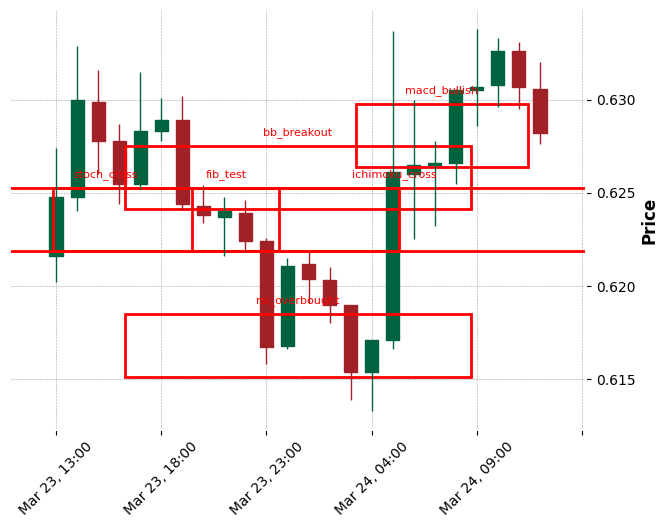 macd_bullish
bb_breakout
stoch_cross
fib_test
ichimoku_cross
rsi_overbought
0.630
0.625
0.620
0.615
Price
Mar 23, 13:00
Mar 23, 18:00
Mar 23, 23:00
Mar 24, 04:00
Mar 24, 09:00